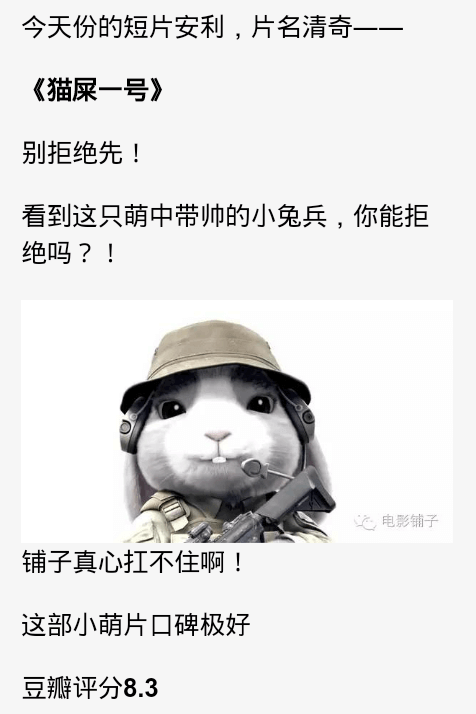 今天份的短片安利，片名清奇——
《猫屎一号》
别拒绝先！
看到这只萌中带帅的小兔兵，你能拒
绝吗？！
电影铺子
铺子真心扛不住啊！
这部小萌片口碑极好
豆瓣评分8.3